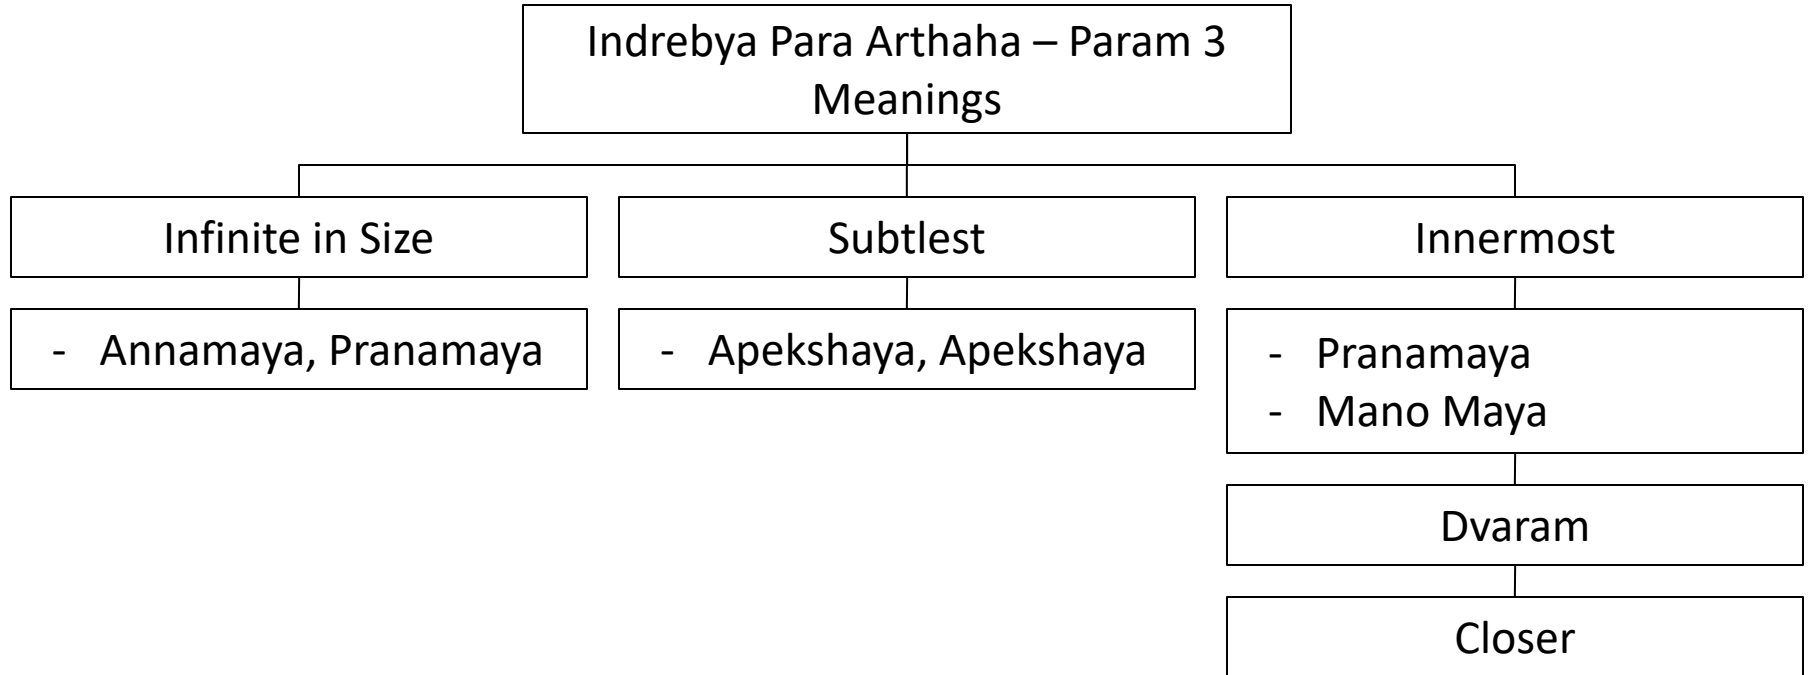 Indrebya Para Arthaha – Param 3
Meanings
Infinite in Size
Subtlest
Innermost
- Annamaya, Pranamaya
- Apekshaya, Apekshaya
- Pranamaya
- Mano Maya
Dvaram
Closer